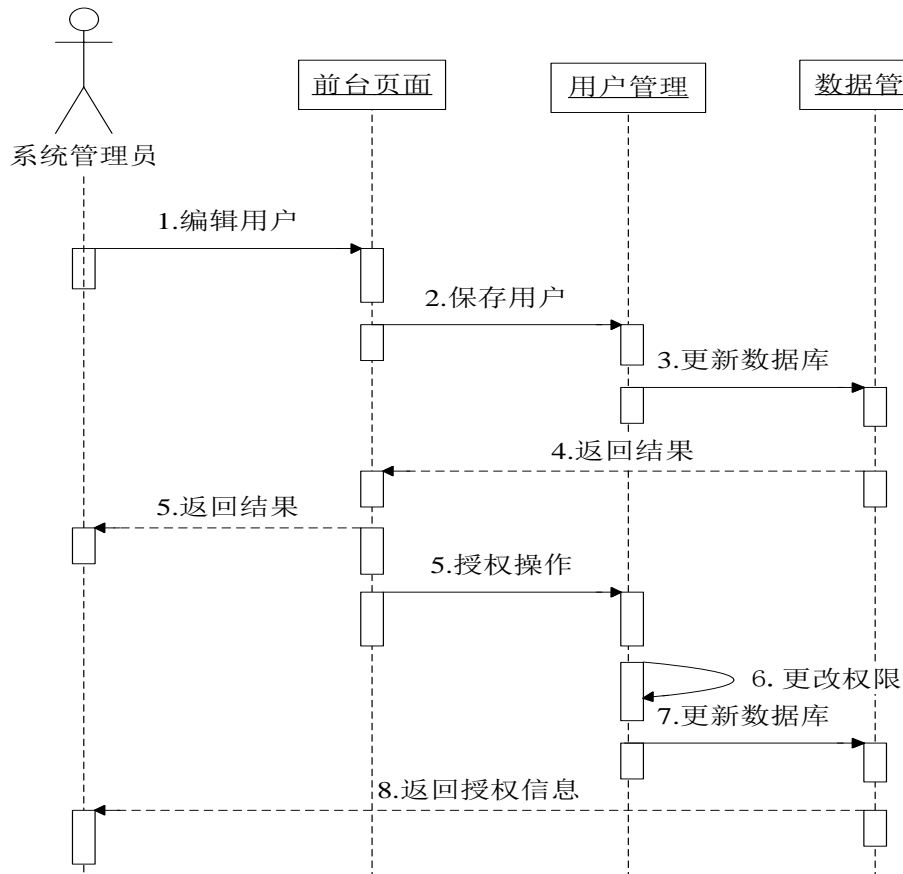 前台页面
用户管理
数据管
系统管理员
1.编辑用户
2.保存用户
3.更新数据库
4.返回结果
5.返回结果
5.授权操作
6. 更改权限
7.更新数据库
8.返回授权信息